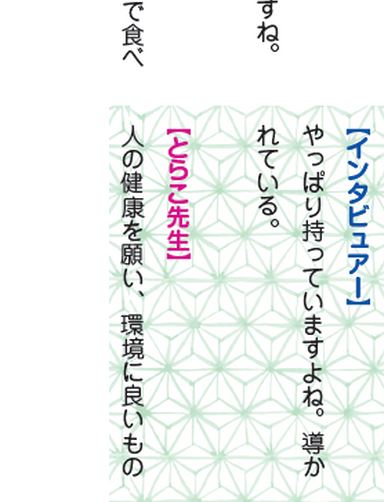 すね。
で食べ
【インタビュアー】
やっぱり持っていますよね。導か
れている。
【とらこ先生】
人の健康を願い、環境に良いもの